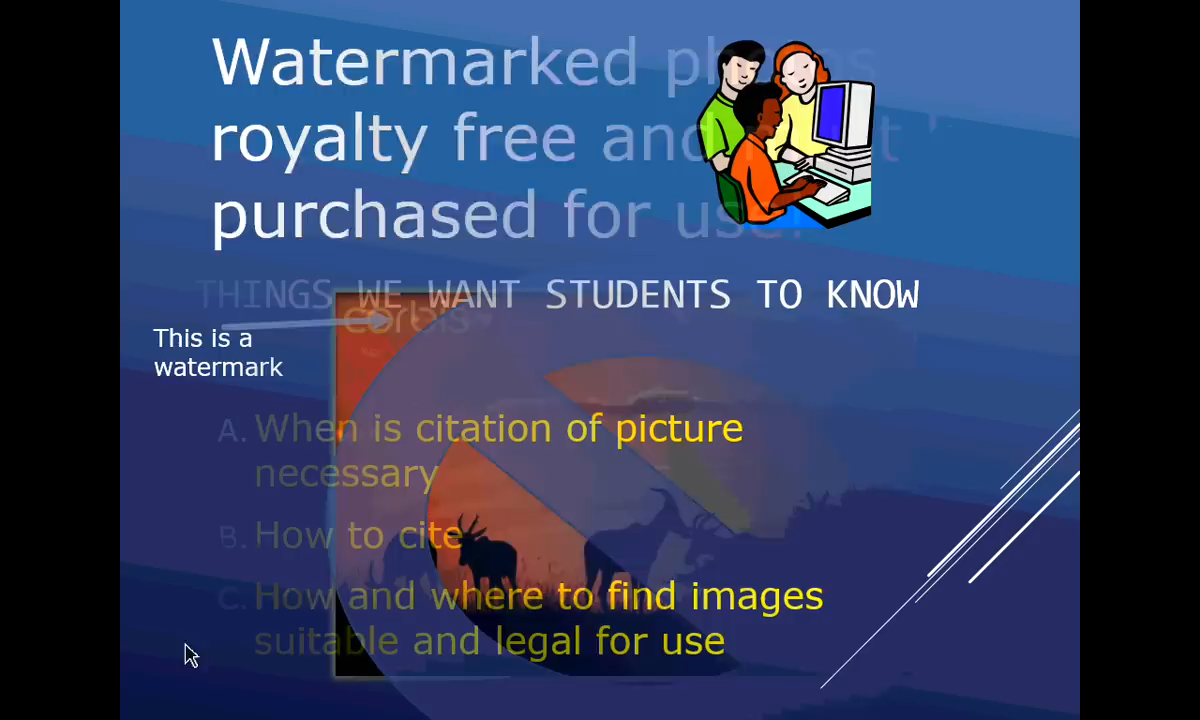 Watermarked
royalty free and
purchased for use.
THINGS WE WANT STUDENTS TO KNOW
corbis
This is a
watermark
A. When is citation of picture
necessary
B. How to cite
C. How and where to find images
suitable and legal for use